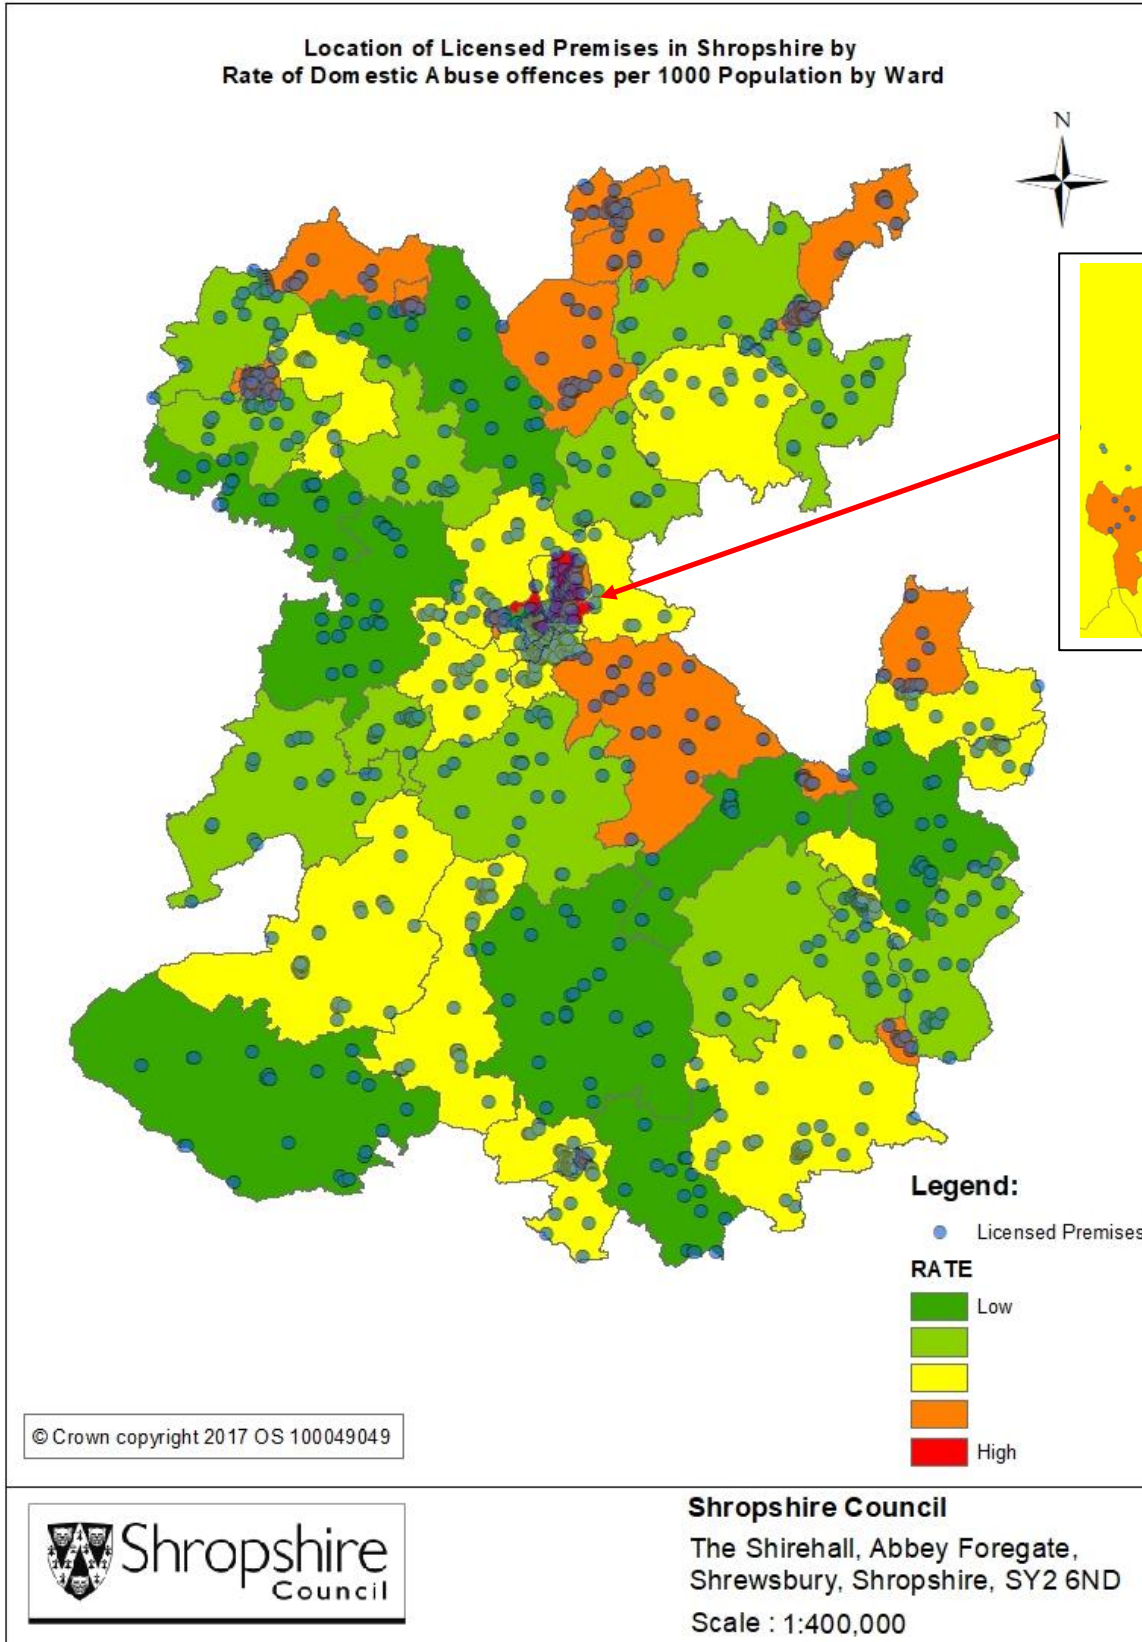 Location of Licensed Premises in Shropshire by
Rate of Domestic Abuse offences per 1000 Population by Ward
N
Legend:
Licensed Premises
RATE
Low
High
© Crown copyright 2017 OS 100049049
Shropshire
Council
Shropshire Council
The Shirehall, Abbey Foregate,
Shrewsbury, Shropshire, SY2 6ND
Scale : 1:400,000